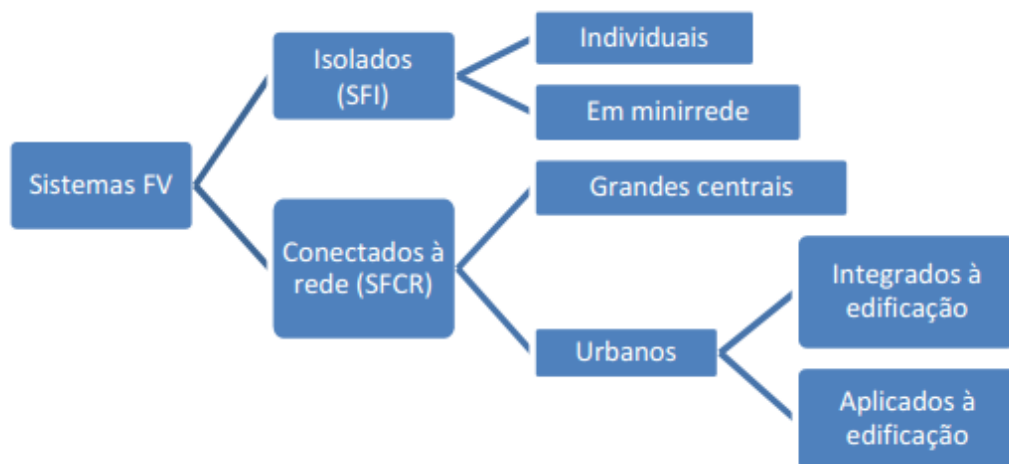 Sistemas FV
Isolados
(SFI)
Individuais
Em minirrede
Conectados à
rede (SFCR)
Grandes centrais
Urbanos
Integrados à
edificação
Aplicados à
edificação